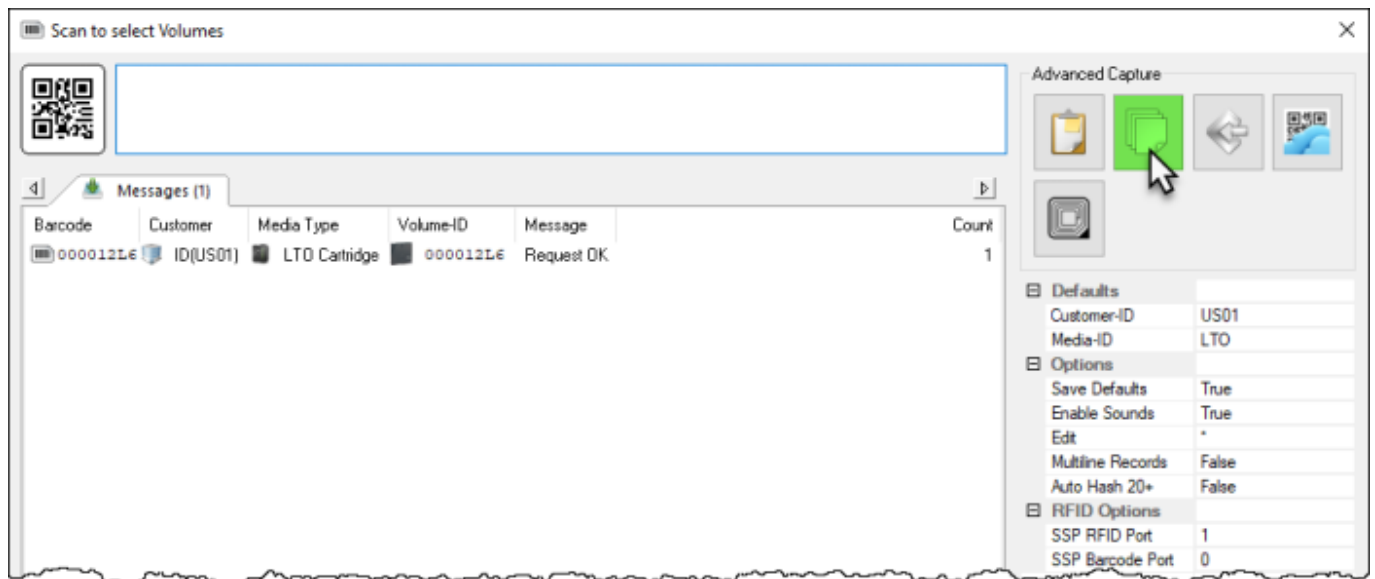 Scan to select Volumes
Advanced Capture
Messages (1)
Barcode Customer Media Type Volume-ID Message Count
000012L6 ID(US01) LTO Cartridge 000012L6 Request OK 1
Defaults
Customer-ID US01
Media-ID LTO
Options
Save Defaults True
Enable Sounds True
Edit *
Multiline Records False
Auto Hash 20+ False
RFID Options
SSP RFID Port 1
SSP Barcode Port 0